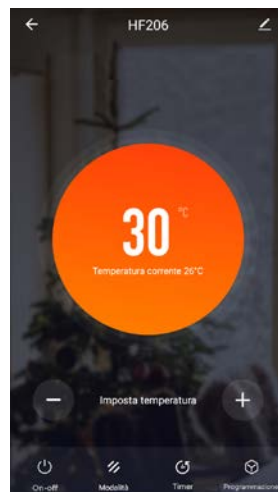 HF206
30 °C
Temperatura corrente 26°C
Imposta temperatura
On-off Modalità Timer Programmazione